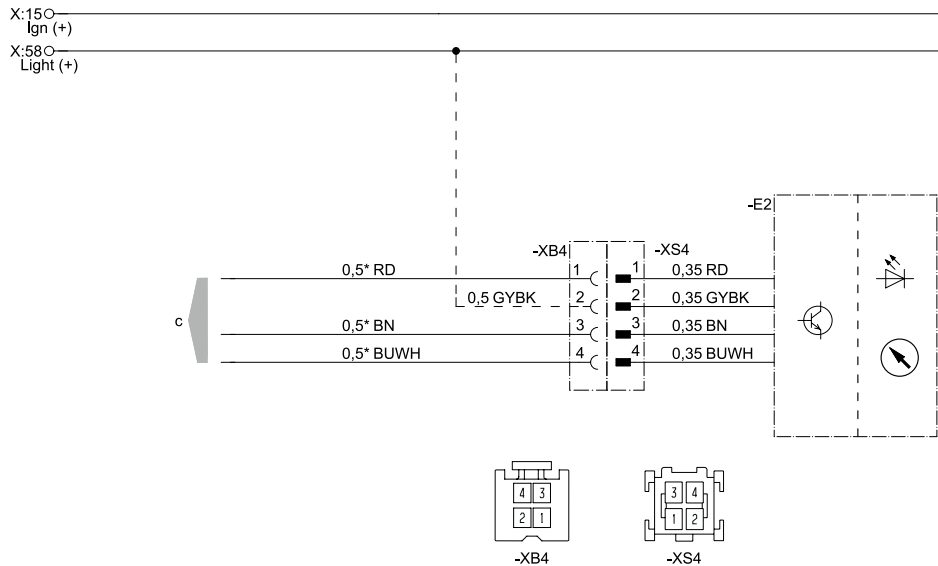 X:15
Ign (+)
X:58
Light (+)
-E2
-XB4
-XS4
0,5* RD
1
1
0,35 RD
0,5 GYBK
2
2
0,35 GYBK
c
0,5* BN
3
3
0,35 BN
0,5* BUWH
4
4
0,35 BUWH
4 3
3 4
2 1
1 2
-XB4
-XS4